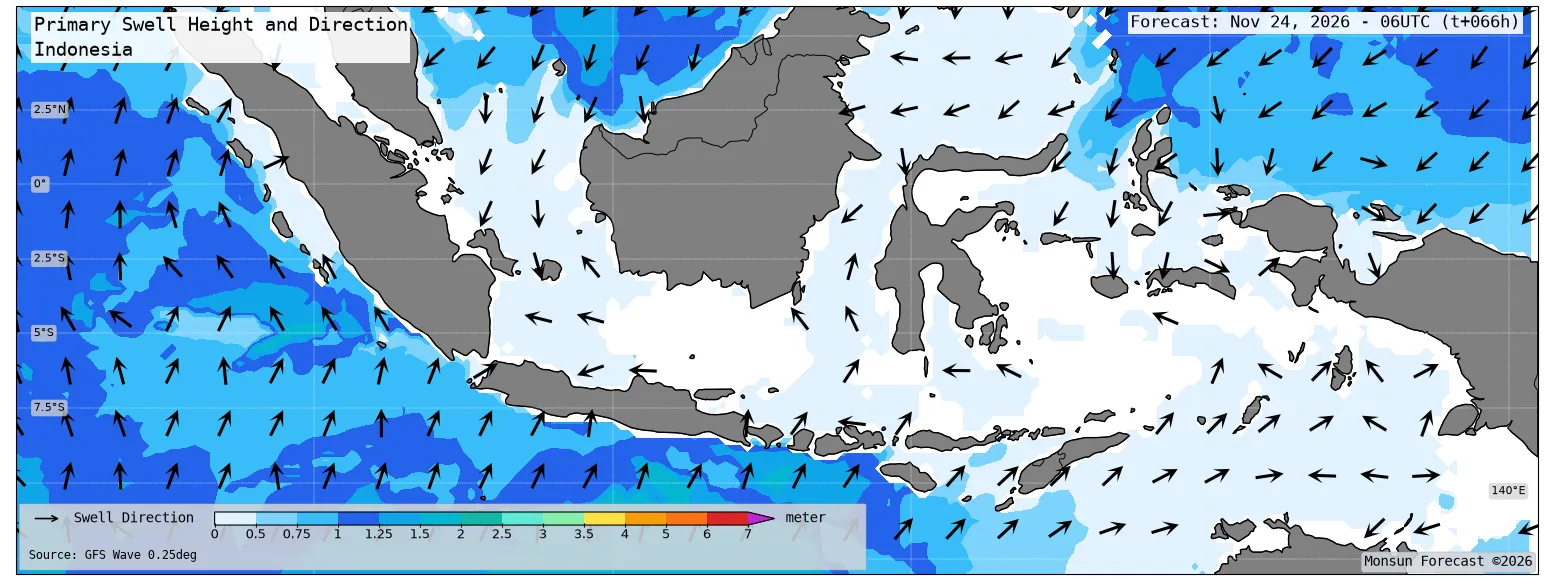 Primary Swell Height and Direction
Indonesia
Forecast: Nov 24, 2026 - 06UTC (t+066h)
2.5°N
0°
2.5°S
5°S
7.5°S
140°E
Swell Direction
0 0.5 0.75 1 1.25 1.5 2 2.5 3 3.5 4 5 6 7
meter
Source: GFS Wave 0.25deg
Monsun Forecast ©2026